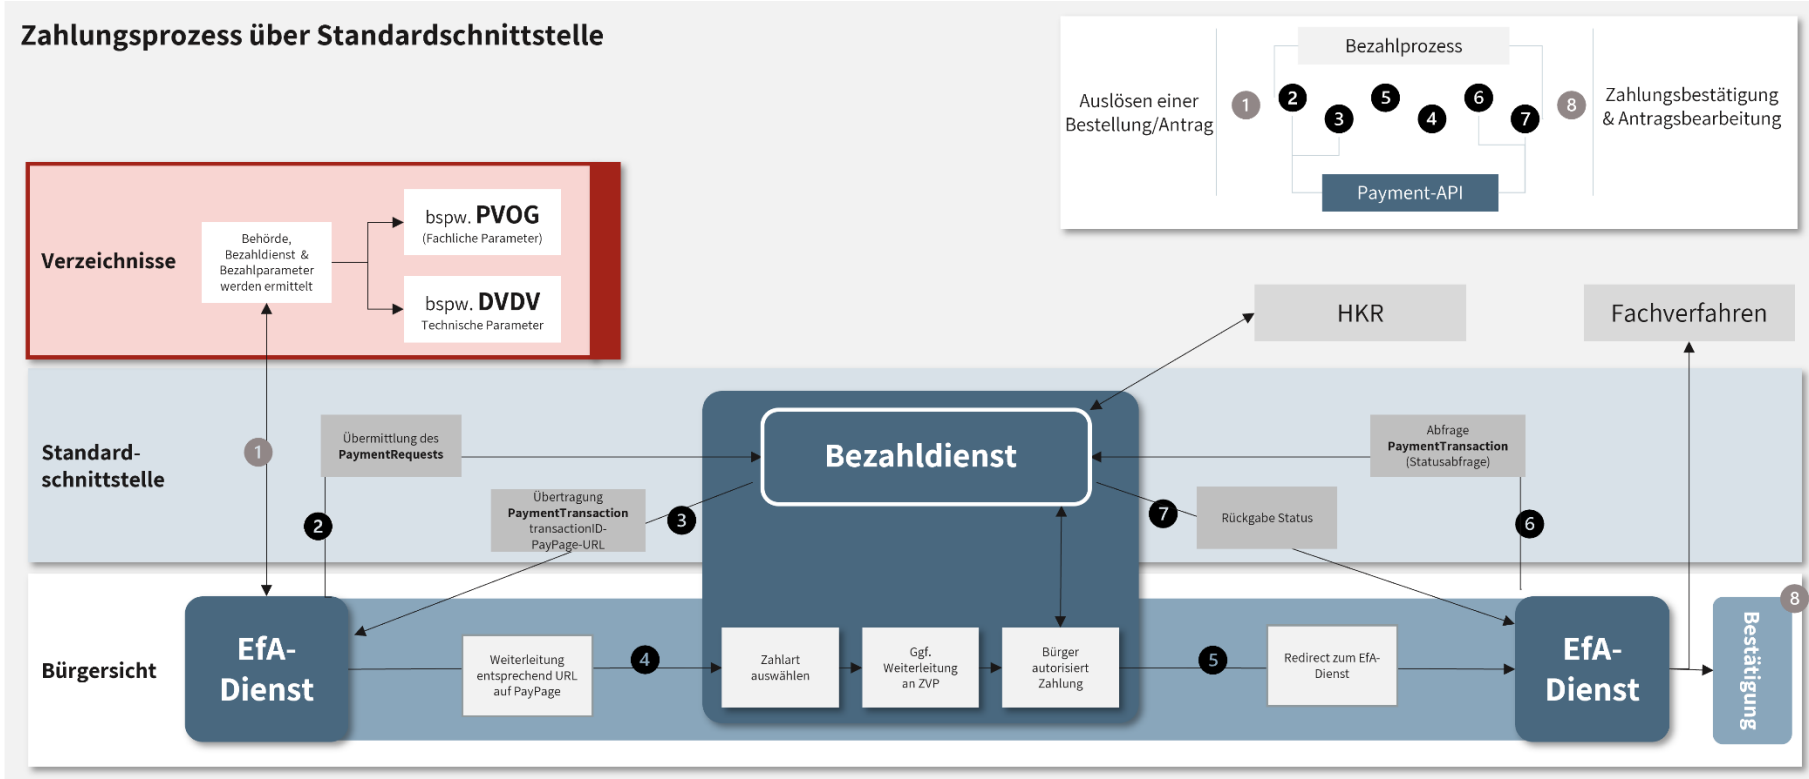 Zahlungsprozess über Standardschnittstelle
Auslösen einer
Bestellung/Antrag
Bezahlprozess
1
2
3
5
4
6
7
8
Payment-API
Zahlungsbestätigung
& Antragsbearbeitung
Verzeichnisse
Behörde,
Bezahldienst &
Bezahlparameter
werden ermittelt
bspw. PVOG
(Fachliche Parameter)
bspw. DVDV
Technische Parameter
HKR
Fachverfahren
Standard-
schnittstelle
1
Übermittlung des
PaymentRequests
2
Übertragung
PaymentTransaction
transactionID-
PayPage-URL
3
Bezahldienst
7
Rückgabe Status
Abfrage
PaymentTransaction
(Statusabfrage)
6
Bürgersicht
EfA-
Dienst
Weiterleitung
entsprechend URL
auf PayPage
4
Zahlart
auswählen
Ggf.
Weiterleitung
an ZVP
Bürger
autorisiert
Zahlung
5
Redirect zum EfA-
Dienst
EfA-
Dienst
Bestätigung
8